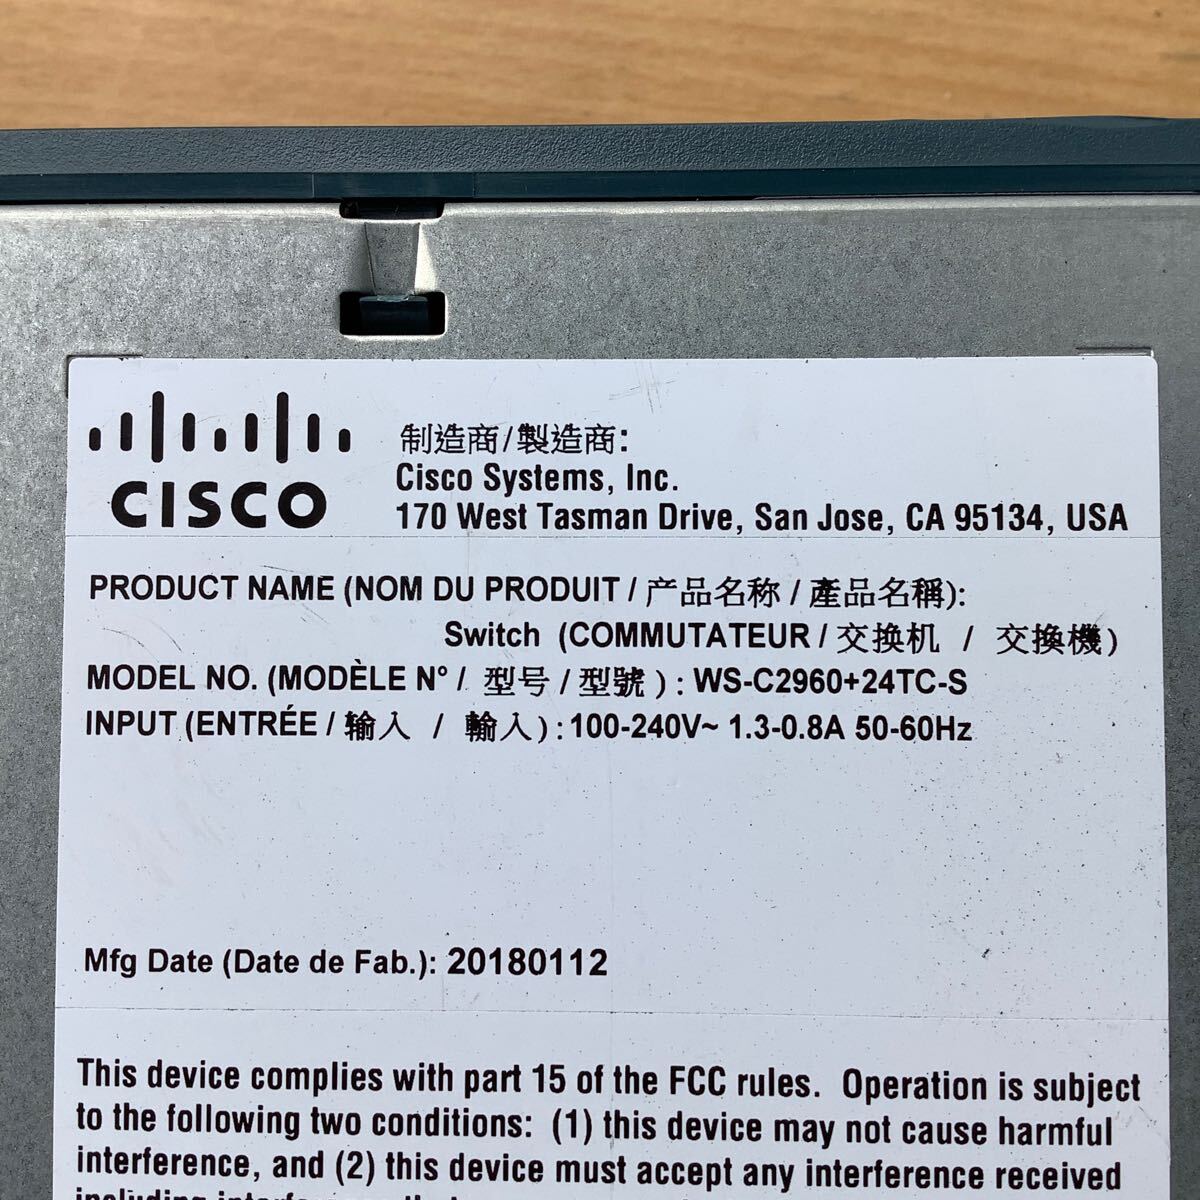 CISCO
制造商/製造商:
Cisco Systems, Inc.
170 West Tasman Drive, San Jose, CA 95134, USA
PRODUCT NAME (NOM DU PRODUIT / 产品名称 / 產品名稱):
Switch (COMMUTATEUR / 交换机 / 交換機)
MODEL NO. (MODÈLE N° / 型号 / 型號 ) : WS-C2960+24TC-S
INPUT (ENTRÉE / 输入 / 輸入) : 100-240V~ 1.3-0.8A 50-60Hz
Mfg Date (Date de Fab.): 20180112
This device complies with part 15 of the FCC rules. Operation is subject
to the following two conditions: (1) this device may not cause harmful
interference, and (2) this device must accept any interference received
including